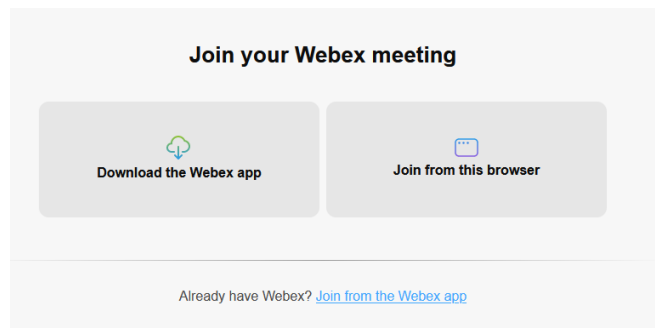 Join your Webex meeting
Download the Webex app
Join from this browser
Already have Webex? Join from the Webex app